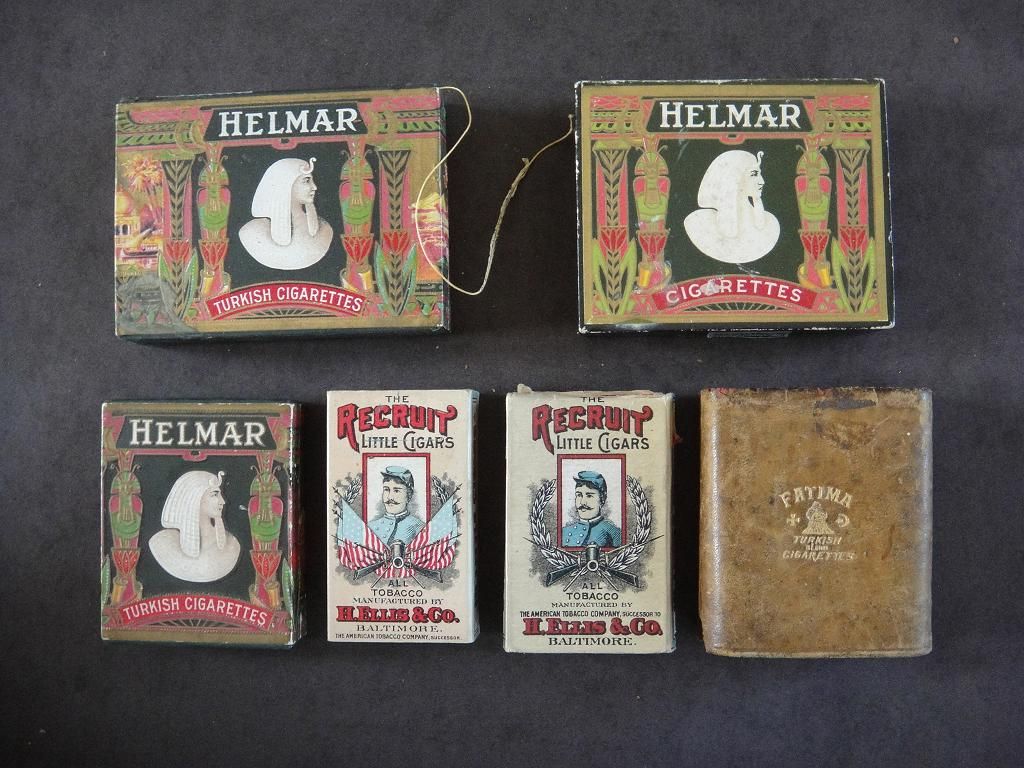 HELMAR
TURKISH CIGARETTES
HELMAR
CIGARETTES
HELMAR
TURKISH CIGARETTES
THE
RECRUIT
LITTLE CIGARS
ALL
TOBACCO
MANUFACTURED BY
H. ELLIS & CO.
BALTIMORE.
THE AMERICAN TOBACCO COMPANY, SUCCESSOR.
THE
RECRUIT
LITTLE CIGARS
ALL
TOBACCO
MANUFACTURED BY
THE AMERICAN TOBACCO COMPANY, SUCCESSOR TO
H. ELLIS & CO.
BALTIMORE.
FATIMA
TURKISH
BLEND
CIGARETTES